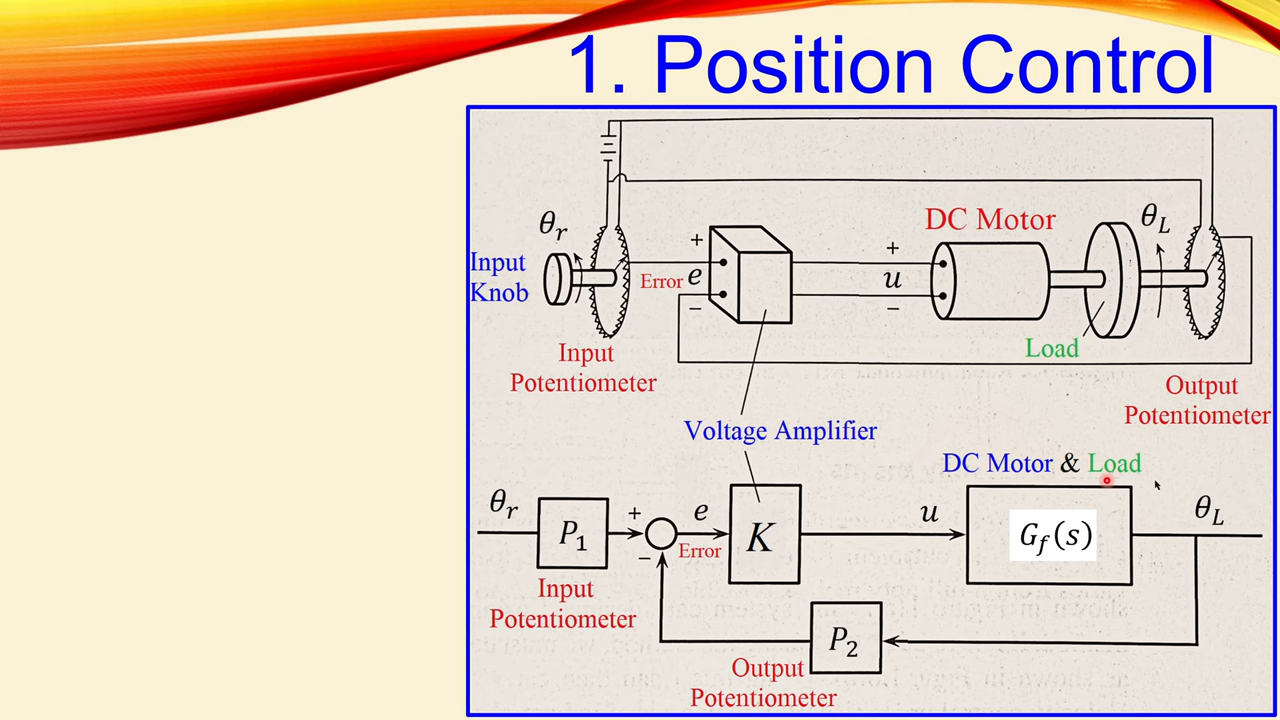 1. Position Control
θr
Input
Knob
Input
Potentiometer
+
Error e
−
Voltage Amplifier
+
u
−
DC Motor
Load
θL
Output
Potentiometer
DC Motor & Load
θr
P1
Input
Potentiometer
+
−
e
Error
K
u
Gf(s)
θL
P2
Output
Potentiometer